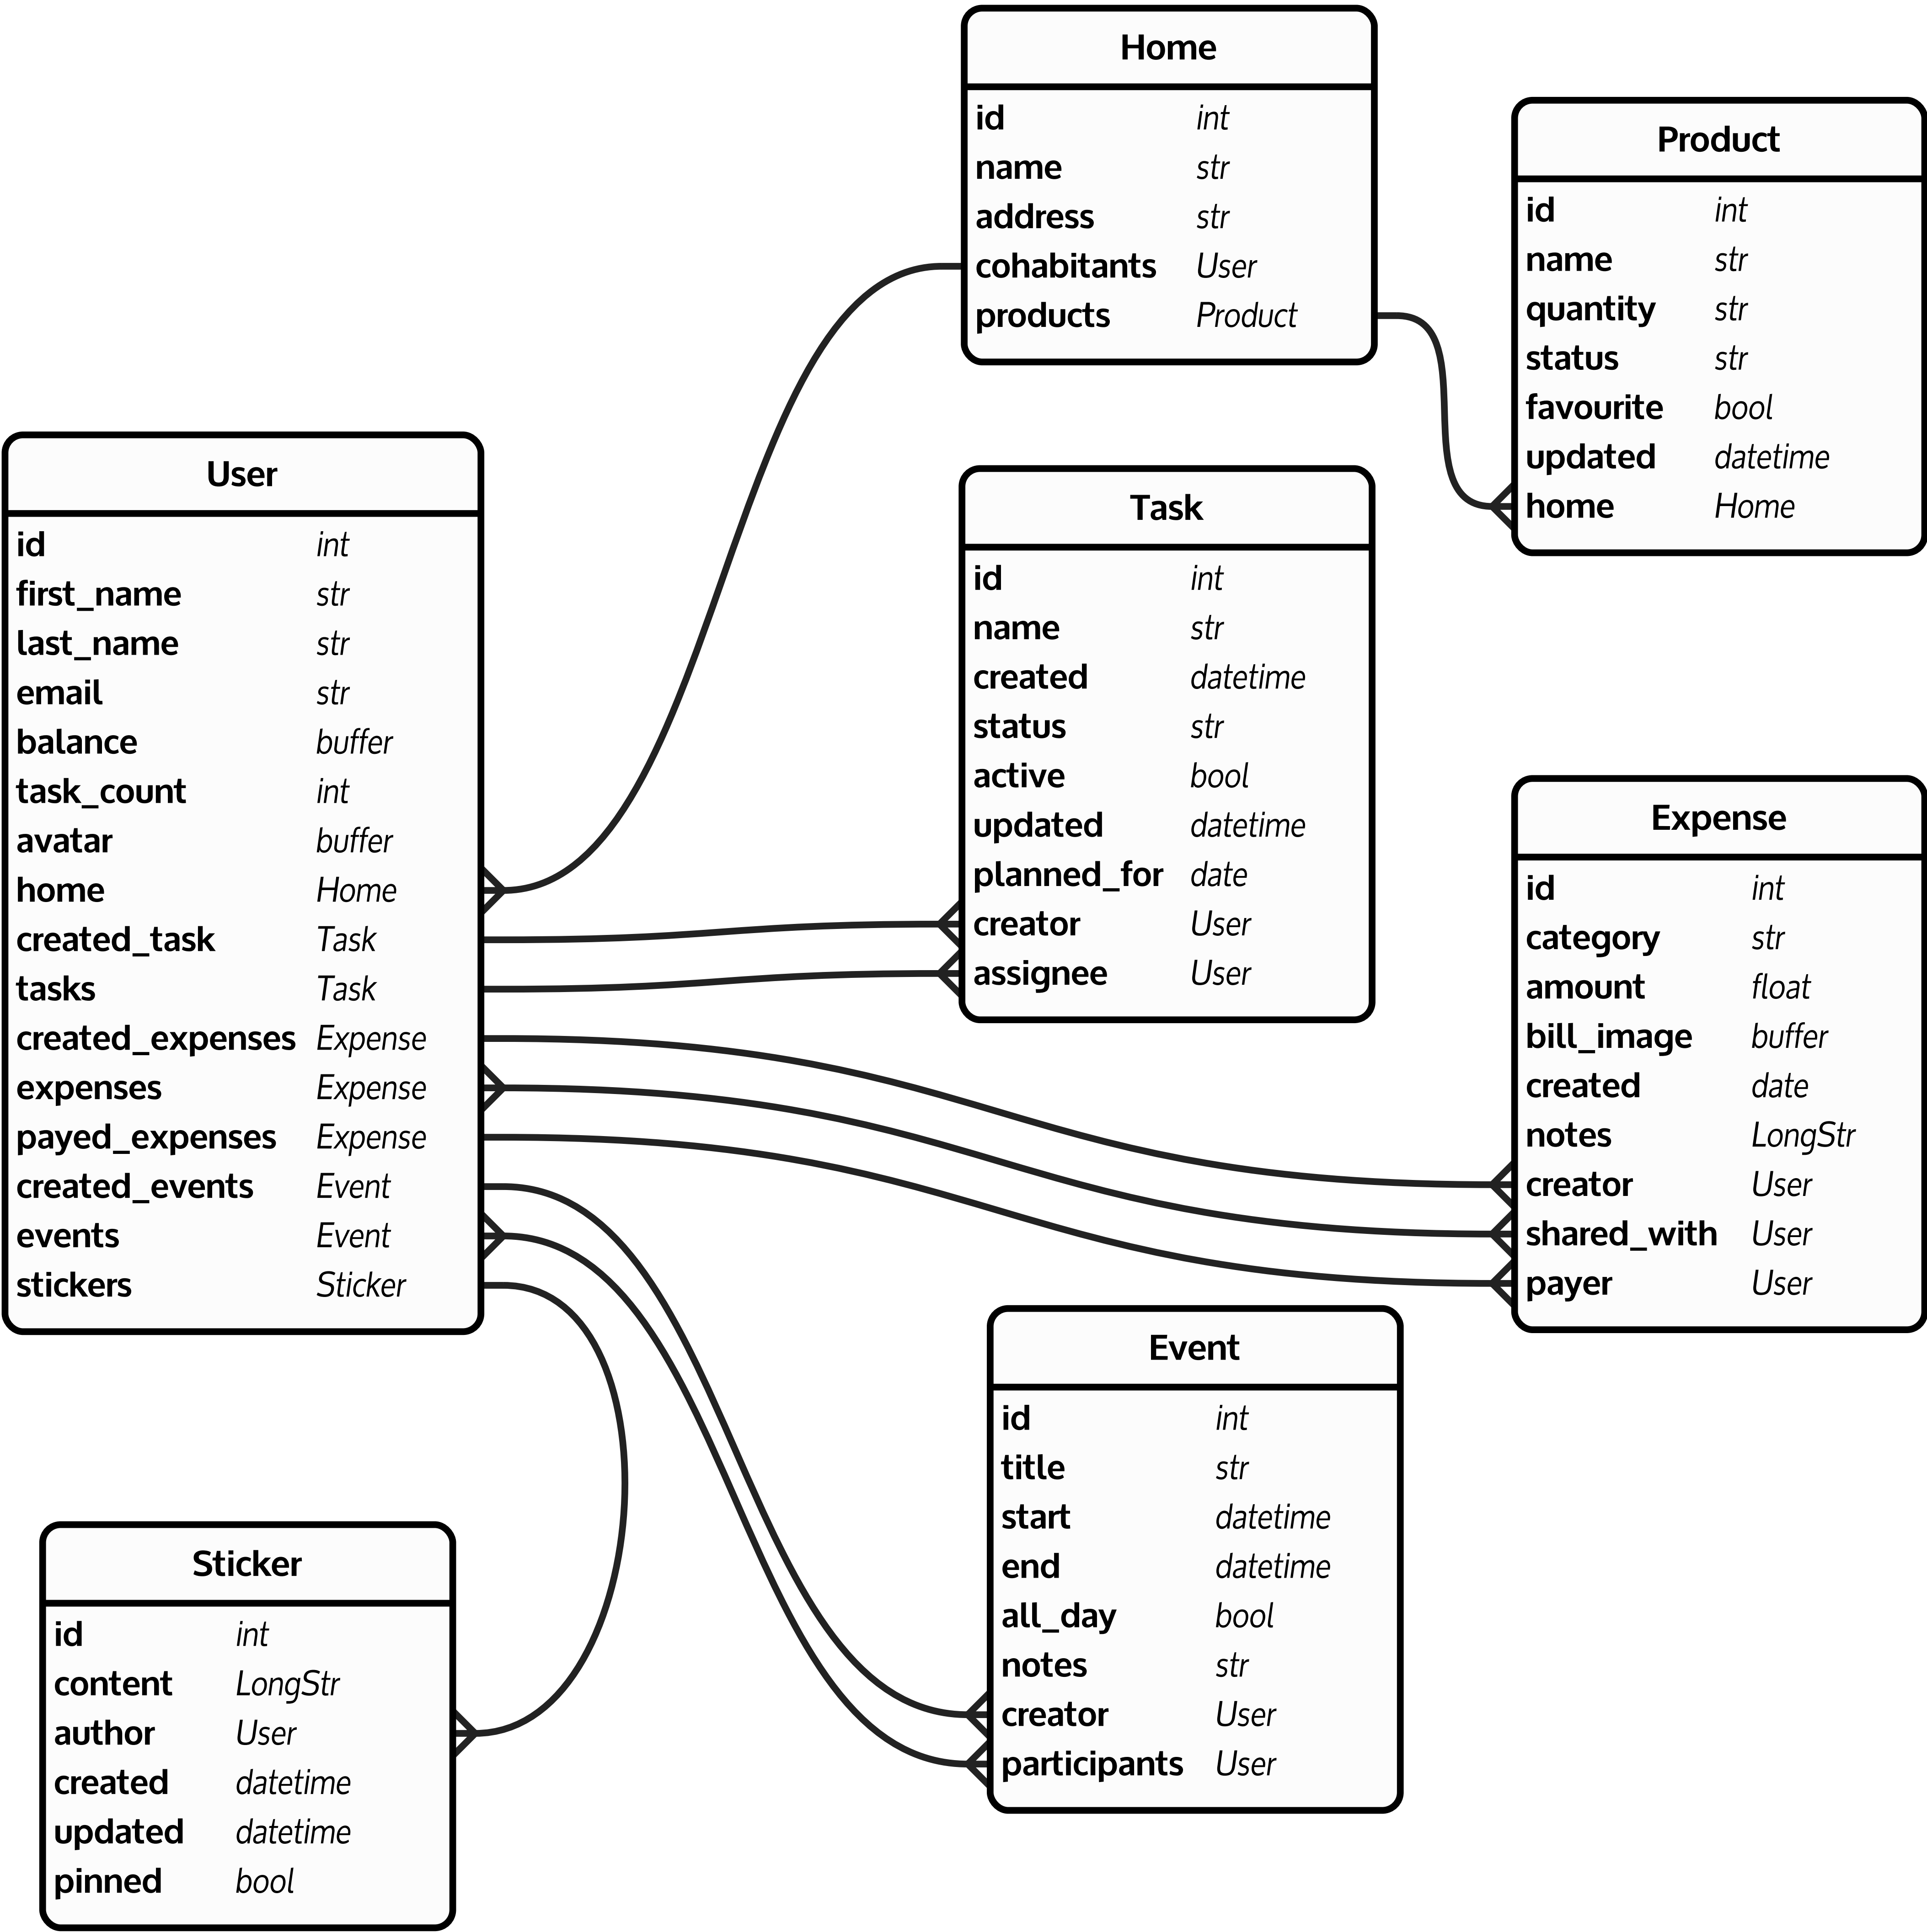 Home
id int
name str
address str
cohabitants User
products Product
Product
id int
name str
quantity str
status str
favourite bool
updated datetime
home Home
User
id int
first_name str
last_name str
email str
balance buffer
task_count int
avatar buffer
home Home
created_task Task
tasks Task
created_expenses Expense
expenses Expense
payed_expenses Expense
created_events Event
events Event
stickers Sticker
Task
id int
name str
created datetime
status str
active bool
updated datetime
planned_for date
creator User
assignee User
Expense
id int
category str
amount float
bill_image buffer
created date
notes LongStr
creator User
shared_with User
payer User
Event
id int
title str
start datetime
end datetime
all_day bool
notes str
creator User
participants User
Sticker
id int
content LongStr
author User
created datetime
updated datetime
pinned bool